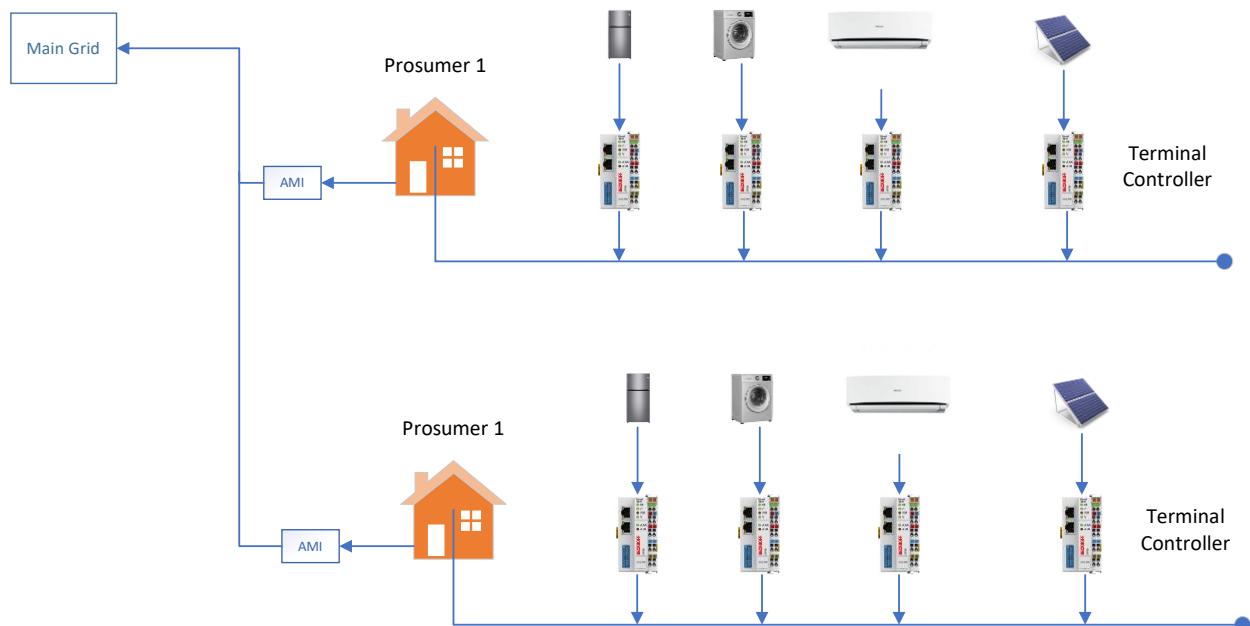 Main Grid
Prosumer 1
AMI
Terminal
Controller
Prosumer 1
AMI
Terminal
Controller